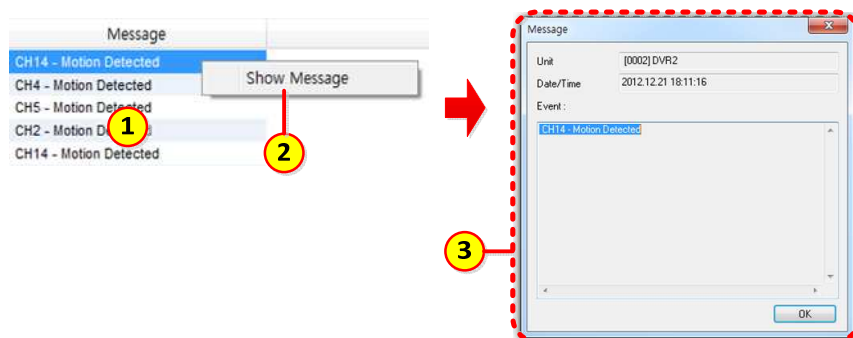 Message
CH14 - Motion Detected
CH4 - Motion Detected
CH5 - Motion Detected
CH2 - Motion D
CH14 - Motion Detected
Show Message
1
2
Message
Unit [0002] DVR2
Date/Time 2012.12.21 18:11:16
Event :
CH14 - Motion Detected
3
OK